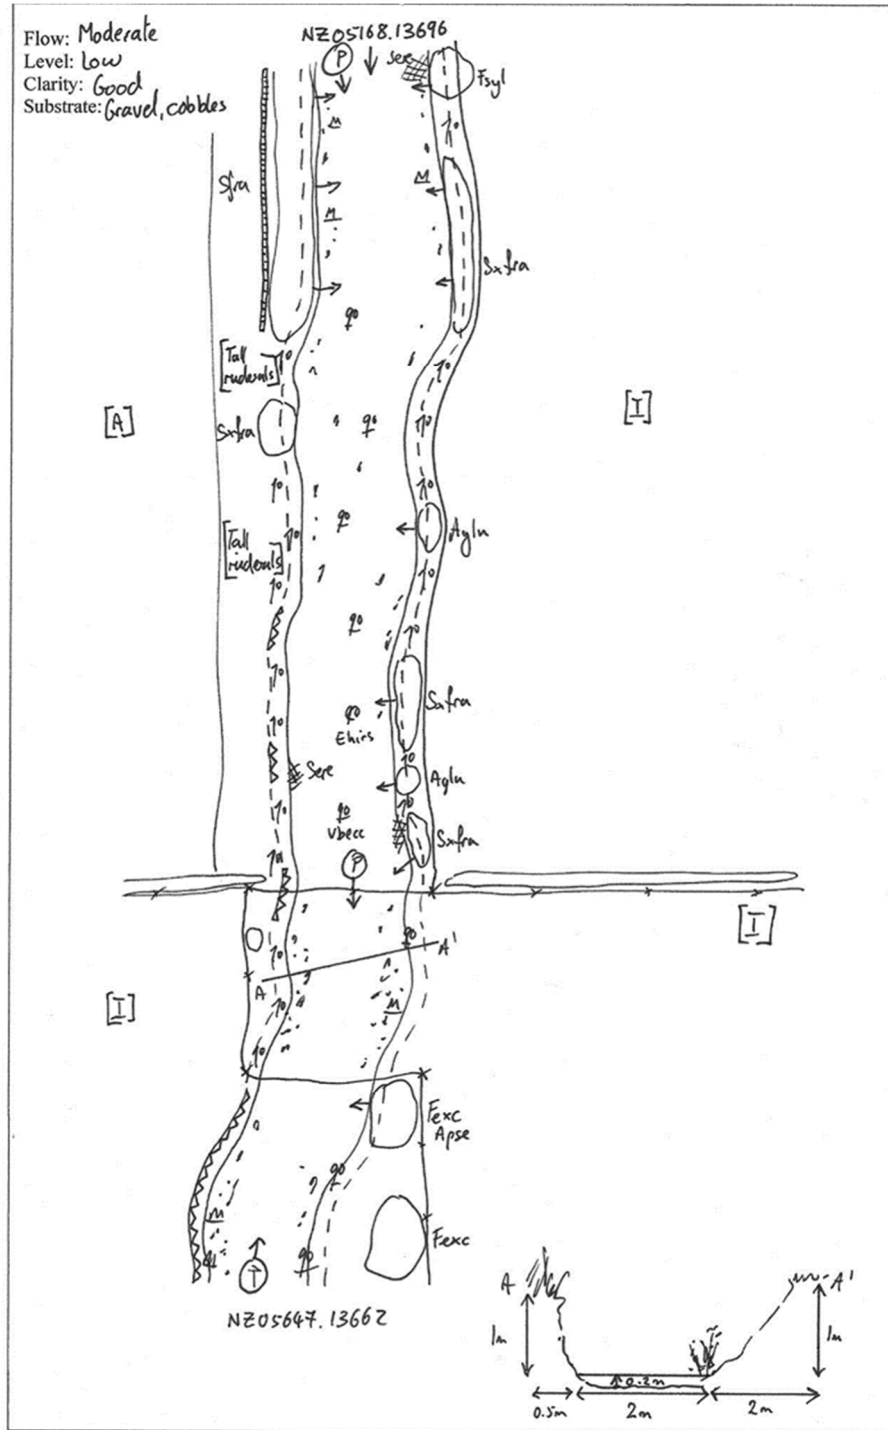 Flow: Moderate
Level: Low
Clarity: Good
Substrate: Gravel, cobbles
NZ05168.13696
P
Sere
Fsyl
M
M
Sfra
M
Sxfra
[Tall ruderals]
[A]
[I]
Sxfra
Aglu
[Tall ruderals]
Sxfra
Ehirs
Sere
Aglu
Vbecc
Sxfra
P
[I]
A
A'
[I]
M
Fexc
Apse
M
Fexc
T
NZ05647.13662
A
A'
1m
1m
0.2m
0.5m
2m
2m